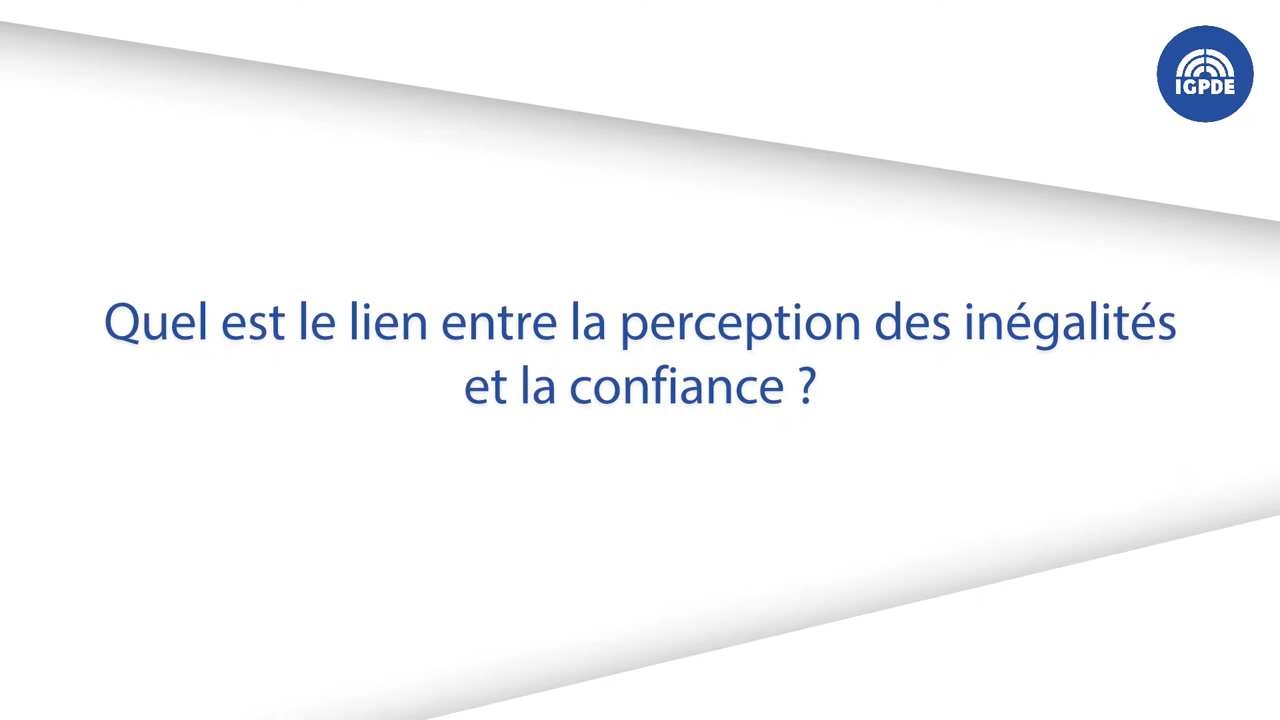 IGPDE
Quel est le lien entre la perception des inégalités
et la confiance ?